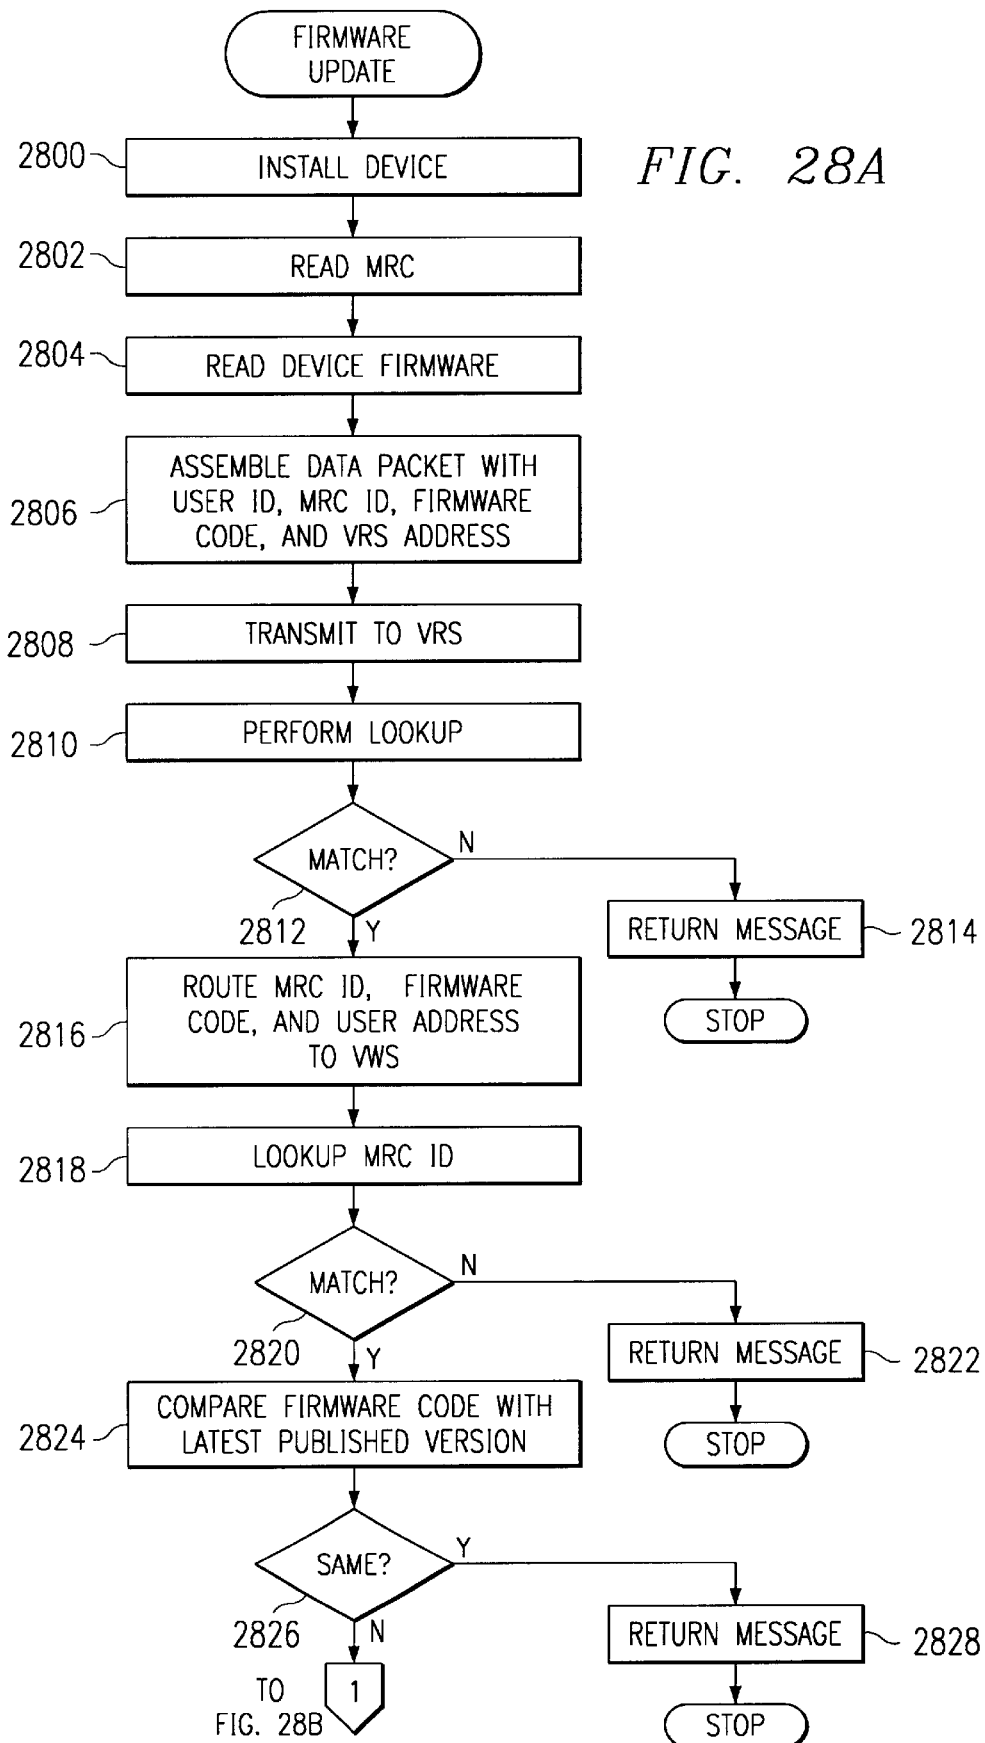 FIRMWARE
UPDATE
FIG. 28A
2800
INSTALL DEVICE
2802
READ MRC
2804
READ DEVICE FIRMWARE
2806
ASSEMBLE DATA PACKET WITH
USER ID, MRC ID, FIRMWARE
CODE, AND VRS ADDRESS
2808
TRANSMIT TO VRS
2810
PERFORM LOOKUP
MATCH?
N
2812
Y
RETURN MESSAGE
2814
STOP
2816
ROUTE MRC ID, FIRMWARE
CODE, AND USER ADDRESS
TO VWS
2818
LOOKUP MRC ID
MATCH?
N
2820
Y
RETURN MESSAGE
2822
STOP
2824
COMPARE FIRMWARE CODE WITH
LATEST PUBLISHED VERSION
SAME?
Y
2826
N
RETURN MESSAGE
2828
STOP
1
TO
FIG. 28B